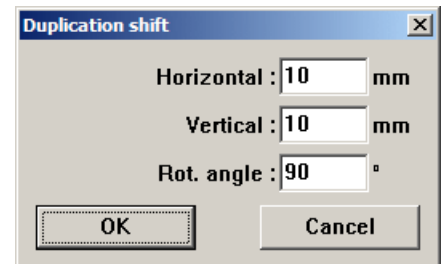 Duplication shift
Horizontal : 10 mm
Vertical : 10 mm
Rot. angle : 90 °
OK Cancel